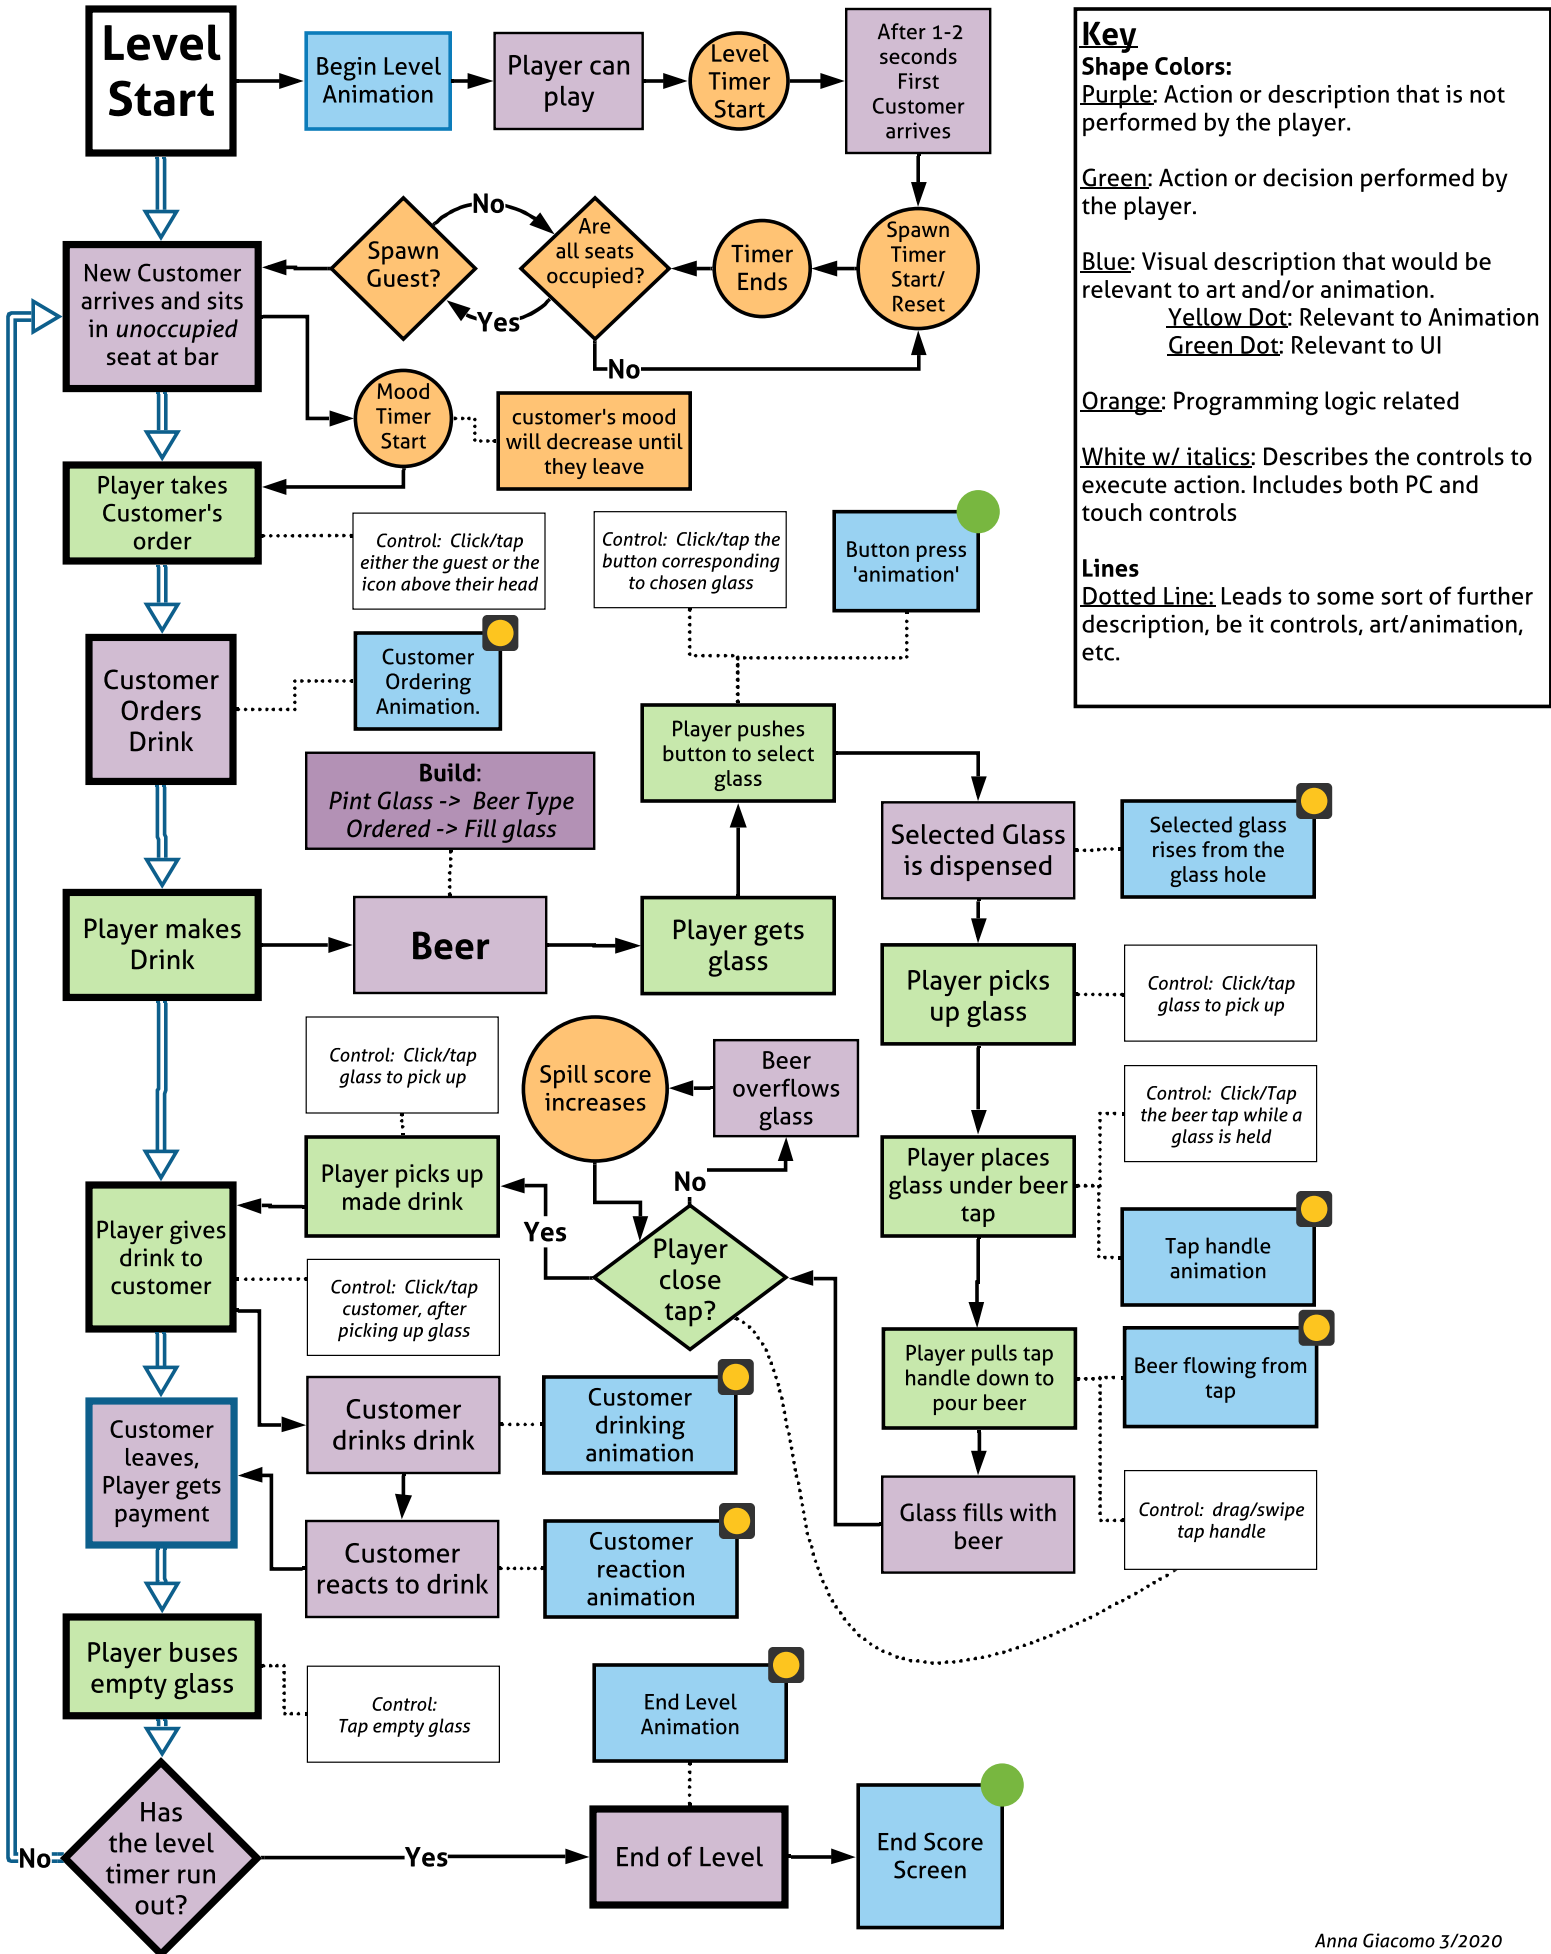 Level
Start
Begin Level
Animation
Player can
play
Level
Timer
Start
After 1-2
seconds
First
Customer
arrives
Key
Shape Colors:
Purple: Action or description that is not
performed by the player.
Green: Action or decision performed by
the player.
Blue: Visual description that would be
relevant to art and/or animation.
Yellow Dot: Relevant to Animation
Green Dot: Relevant to UI
Orange: Programming logic related
White w/ italics: Describes the controls to
execute action. Includes both PC and
touch controls
Lines
Dotted Line: Leads to some sort of further
description, be it controls, art/animation,
etc.
New Customer
arrives and sits
in unoccupied
seat at bar
Spawn
Guest?
No
Yes
Are
all seats
occupied?
No
Timer
Ends
Spawn
Timer
Start/
Reset
Mood
Timer
Start
customer's mood
will decrease until
they leave
Player takes
Customer's
order
Control: Click/tap
either the guest or the
icon above their head
Control: Click/tap the
button corresponding
to chosen glass
Button press
'animation'
Customer
Orders
Drink
Customer
Ordering
Animation.
Player pushes
button to select
glass
Build:
Pint Glass -> Beer Type
Ordered -> Fill glass
Selected Glass
is dispensed
Selected glass
rises from the
glass hole
Player makes
Drink
Beer
Player gets
glass
Player picks
up glass
Control: Click/tap
glass to pick up
Control: Click/tap
glass to pick up
Spill score
increases
Beer
overflows
glass
Control: Click/Tap
the beer tap while a
glass is held
Player picks up
made drink
Player places
glass under beer
tap
No
Yes
Player gives
drink to
customer
Player
close
tap?
Tap handle
animation
Control: Click/tap
customer, after
picking up glass
Player pulls tap
handle down to
pour beer
Beer flowing from
tap
Customer
leaves,
Player gets
payment
Customer
drinks drink
Customer
drinking
animation
Glass fills with
beer
Control: drag/swipe
tap handle
Customer
reacts to drink
Customer
reaction
animation
Player buses
empty glass
Control:
Tap empty glass
End Level
Animation
Has
the level
timer run
out?
No
Yes
End of Level
End Score
Screen
Anna Giacomo 3/2020